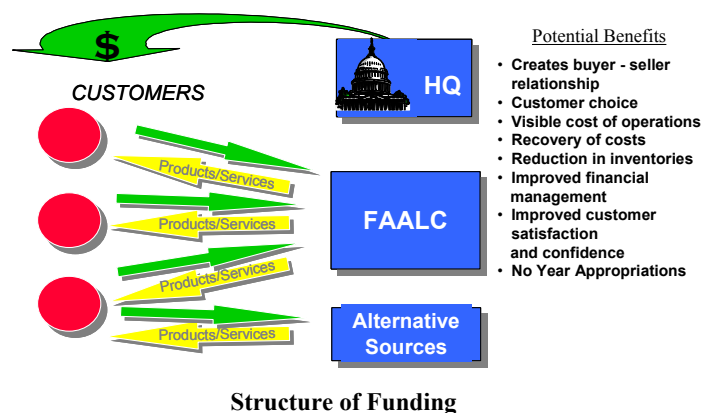 $
HQ
CUSTOMERS
Products/Services
Products/Services
FAALC
Products/Services
Products/Services
Alternative
Sources
Potential Benefits
• Creates buyer - seller
relationship
• Customer choice
• Visible cost of operations
• Recovery of costs
• Reduction in inventories
• Improved financial
management
• Improved customer
satisfaction
and confidence
• No Year Appropriations
Structure of Funding